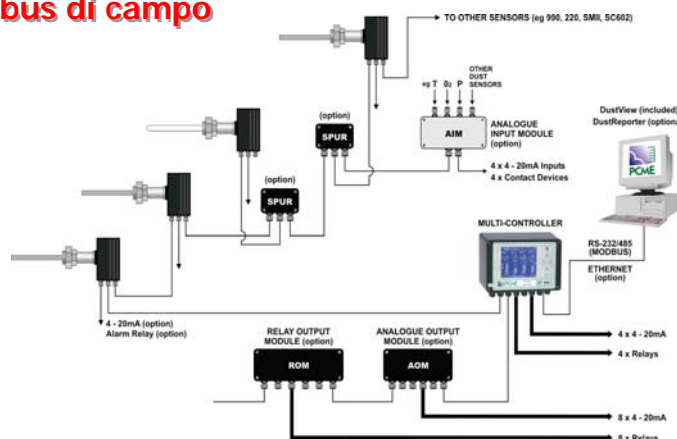 bus di campo
TO OTHER SENSORS (eg 990, 220, SMII, SC602)
OTHER
DUST
SENSORS
eg T O₂ P
(option)
SPUR
AIM
ANALOGUE
INPUT MODULE
(option)
DustView (included)
DustReporter (optiona
PCME
4 x 4 - 20mA Inputs
4 x Contact Devices
(option)
SPUR
MULTI-CONTROLLER
RS-232/485
(MODBUS)
ETHERNET
(option)
PCME
4 - 20mA (option)
Alarm Relay (option)
RELAY OUTPUT
MODULE (option)
ROM
ANALOGUE OUTPUT
MODULE (option)
AOM
4 x 4 - 20mA
4 x Relays
8 x 4 - 20mA
8 x Relays